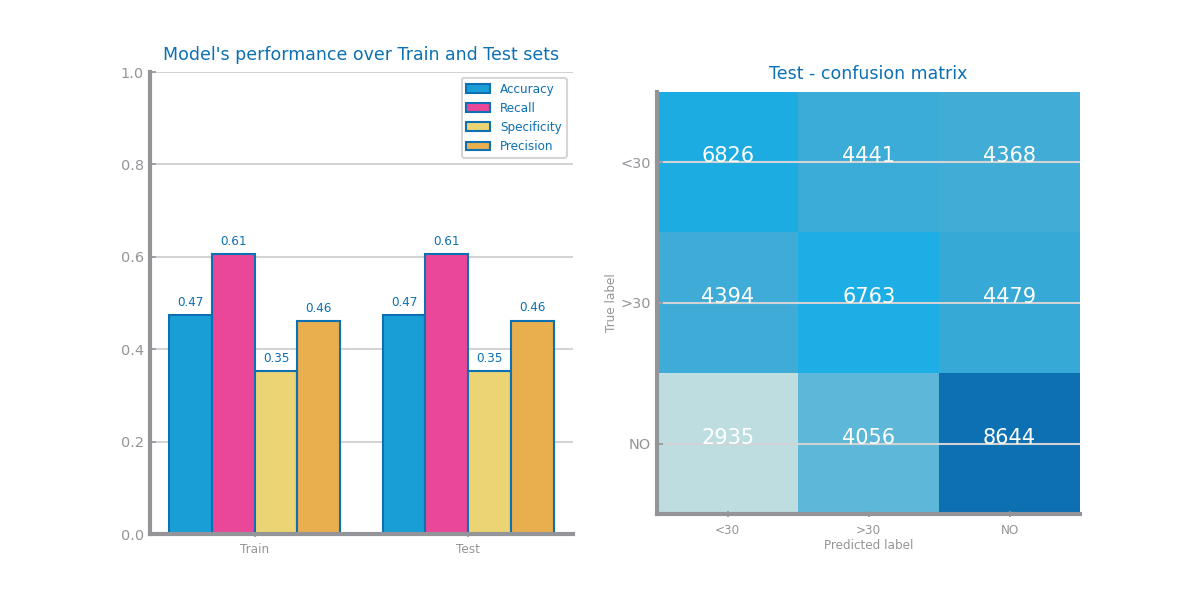 Model's performance over Train and Test sets
1.0
0.8
0.6
0.4
0.2
0.0
Accuracy
Recall
Specificity
Precision
0.47
0.61
0.35
0.46
0.47
0.61
0.35
0.46
Train
Test
Test - confusion matrix
True label
<30
6826 4441 4368
>30
4394 6763 4479
NO
2935 4056 8644
<30 >30 NO
Predicted label